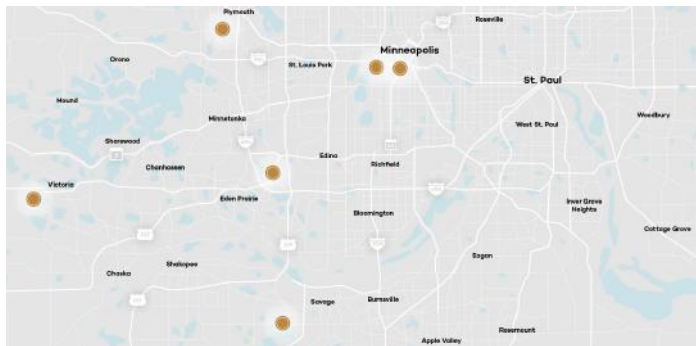 Plymouth
Roseville
Minneapolis
Orono
St. Louis Park
St. Paul
Mound
Woodbury
Minnetonka
West St. Paul
Shorewood
Edina
Richfield
Chanhassen
Victoria
Eden Prairie
Inver Grove
Heights
Bloomington
Cottage Grove
Eagan
Shakopee
Chaska
Savage
Burnsville
Rosemount
Apple Valley